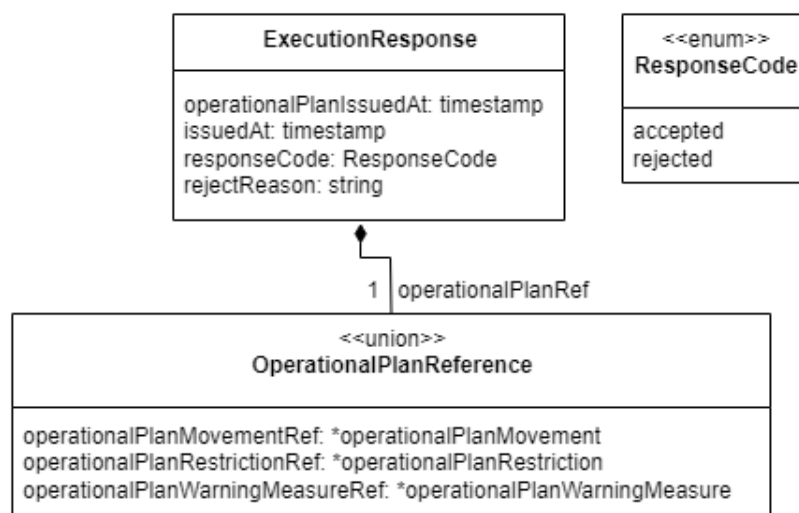 ExecutionResponse
operationalPlanIssuedAt: timestamp
issuedAt: timestamp
responseCode: ResponseCode
rejectReason: string
<<enum>>
ResponseCode
accepted
rejected
1 operationalPlanRef
<<union>>
OperationalPlanReference
operationalPlanMovementRef: *operationalPlanMovement
operationalPlanRestrictionRef: *operationalPlanRestriction
operationalPlanWarningMeasureRef: *operationalPlanWarningMeasure